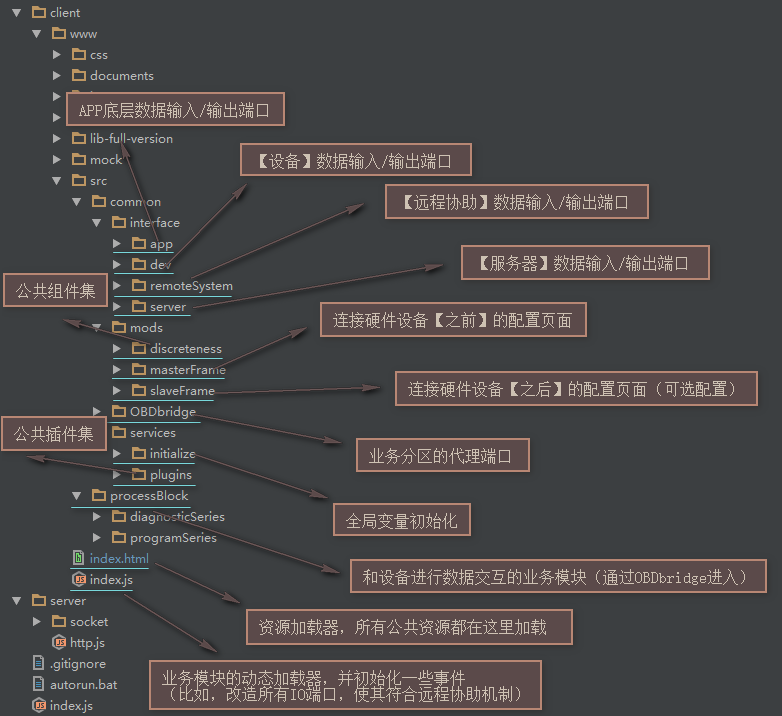 client
www
css
documents
APP底层数据输入/输出端口
lib-full-version
mock
【设备】数据输入/输出端口
src
common
【远程协助】数据输入/输出端口
interface
app
dev
【服务器】数据输入/输出端口
remoteSystem
公共组件集
server
mods
连接硬件设备【之前】的配置页面
discreteness
masterFrame
slaveFrame
连接硬件设备【之后】的配置页面（可选配置）
OBDbridge
公共插件集
services
initialize
业务分区的代理端口
plugins
processBlock
diagnosticSeries
全局变量初始化
programSeries
index.html
index.js
和设备进行数据交互的业务模块（通过OBDbridge进入）
server
socket
资源加载器，所有公共资源都在这里加载
http.js
.gitignore
业务模块的动态加载器，并初始化一些事件
autorun.bat
（比如，改造所有IO端口，使其符合远程协助机制）
index.js